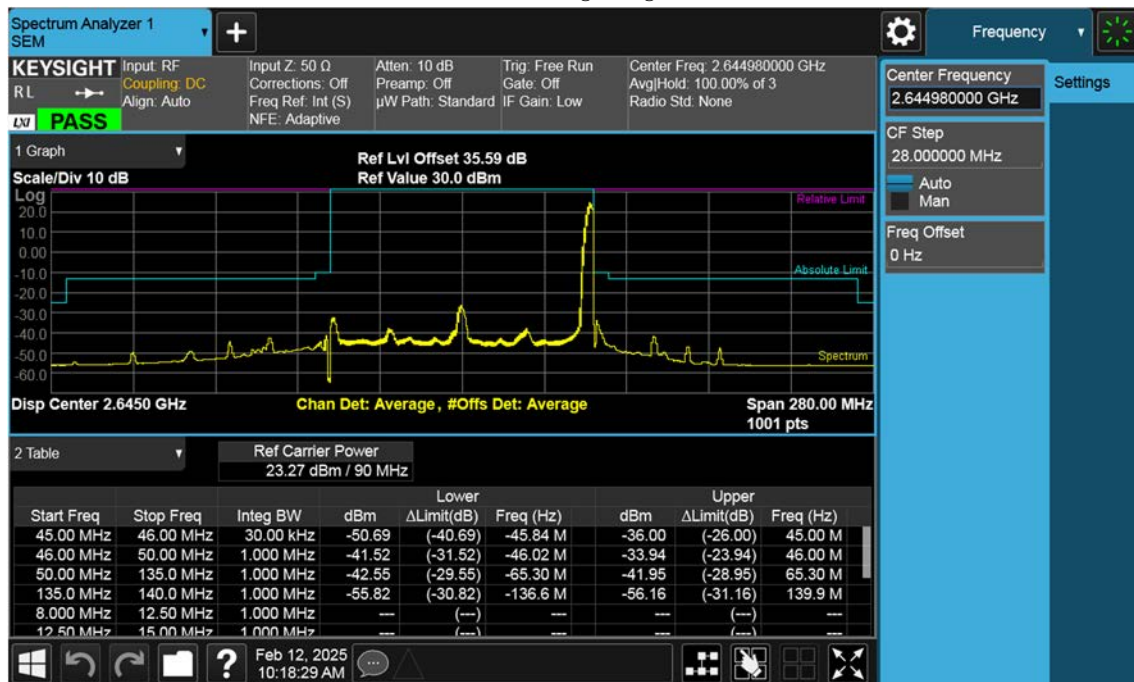 Spectrum Analyzer 1
SEM
Frequency
KEYSIGHT
RL
LXI PASS
Input: RF
Coupling: DC
Align: Auto
Input Z: 50 Ω
Corrections: Off
Freq Ref: Int (S)
NFE: Adaptive
Atten: 10 dB
Preamp: Off
µW Path: Standard
Trig: Free Run
Gate: Off
IF Gain: Low
Center Freq: 2.644980000 GHz
Avg|Hold: 100.00% of 3
Radio Std: None
Center Frequency
2.644980000 GHz
Settings
CF Step
28.000000 MHz
Auto
Man
Freq Offset
0 Hz
1 Graph
Scale/Div 10 dB
Ref Lvl Offset 35.59 dB
Ref Value 30.0 dBm
Log
20.0
10.0
0.00
-10.0
-20.0
-30.0
-40.0
-50.0
-60.0
Relative Limit
Absolute Limit
Spectrum
Disp Center 2.6450 GHz
Chan Det: Average, #Offs Det: Average
Span 280.00 MHz
1001 pts
2 Table
Ref Carrier Power
23.27 dBm / 90 MHz
Lower Upper
Start Freq Stop Freq Integ BW dBm ΔLimit(dB) Freq (Hz) dBm ΔLimit(dB) Freq (Hz)
45.00 MHz 46.00 MHz 30.00 kHz -50.69 (-40.69) -45.84 M -36.00 (-26.00) 45.00 M
46.00 MHz 50.00 MHz 1.000 MHz -41.52 (-31.52) -46.02 M -33.94 (-23.94) 46.00 M
50.00 MHz 135.0 MHz 1.000 MHz -42.55 (-29.55) -65.30 M -41.95 (-28.95) 65.30 M
135.0 MHz 140.0 MHz 1.000 MHz -55.82 (-30.82) -136.6 M -56.16 (-31.16) 139.9 M
8.000 MHz 12.50 MHz 1.000 MHz --- (---) --- --- (---) ---
12.50 MHz 15.00 MHz 1.000 MHz --- (---) --- --- (---) ---
Feb 12, 2025
10:18:29 AM